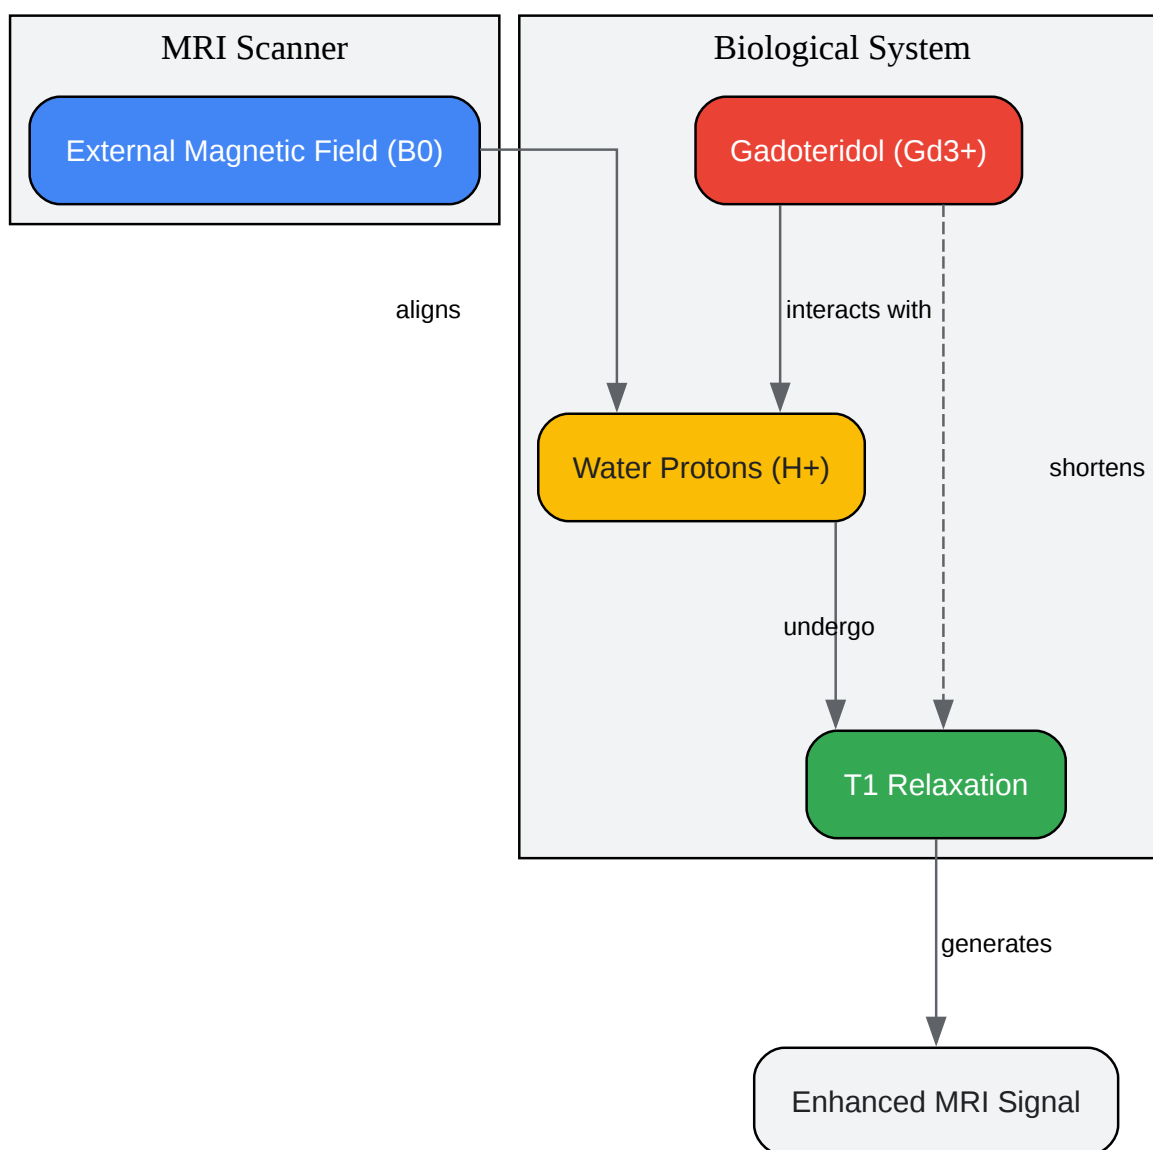 MRI Scanner
Biological System
External Magnetic Field (B0)
Gadoteridol (Gd3+)
aligns
interacts with
Water Protons (H+)
shortens
undergo
T1 Relaxation
generates
Enhanced MRI Signal